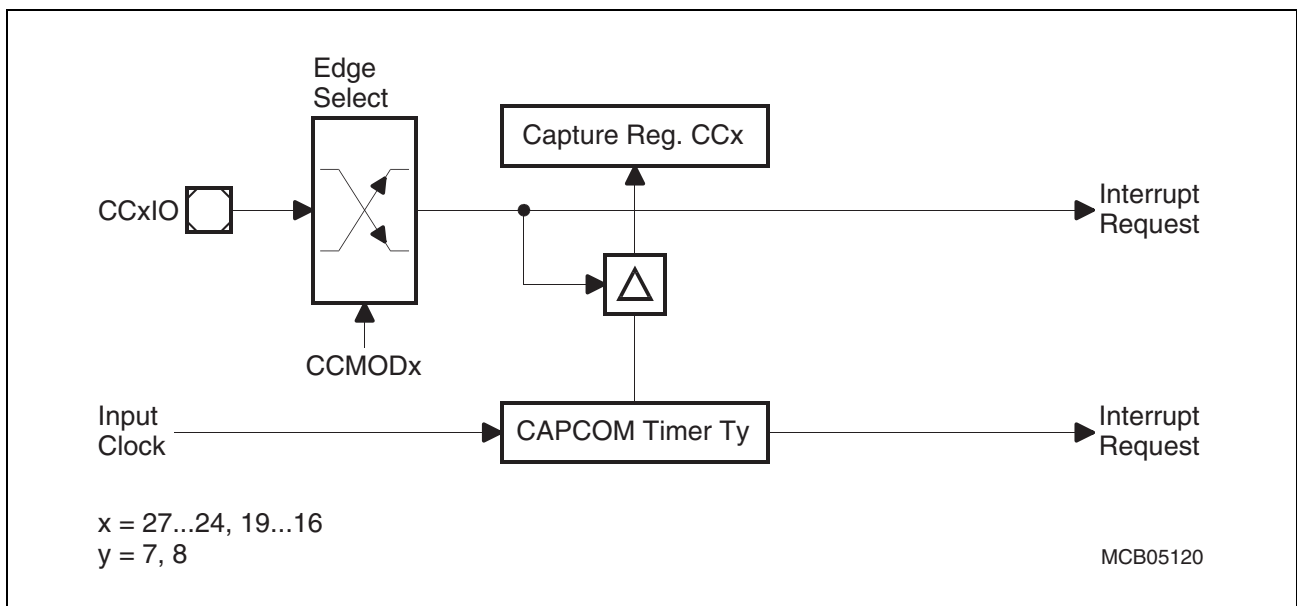 Edge
Select
Capture Reg. CCx
CCxIO
Interrupt
Request
CCMODx
Input
Clock
CAPCOM Timer Ty
Interrupt
Request
x = 27...24, 19...16
y = 7, 8
MCB05120